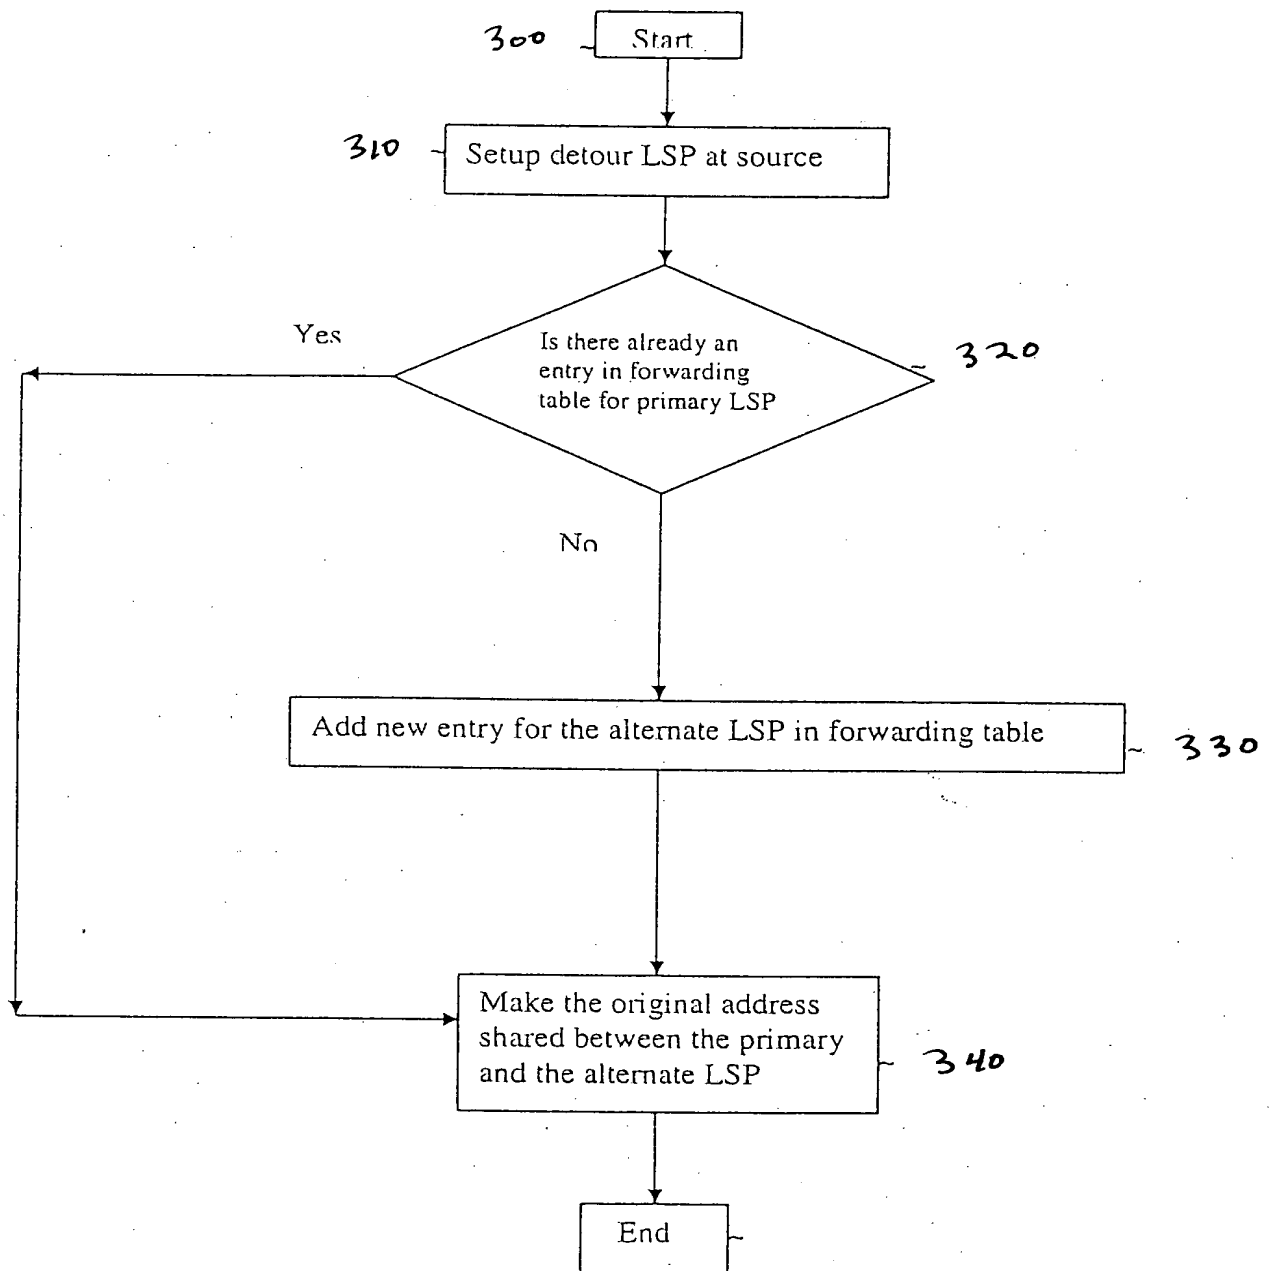 300
Start
310
Setup detour LSP at source
Yes
Is there already an
entry in forwarding
table for primary LSP
320
No
Add new entry for the alternate LSP in forwarding table
330
Make the original address
shared between the primary
and the alternate LSP
340
End